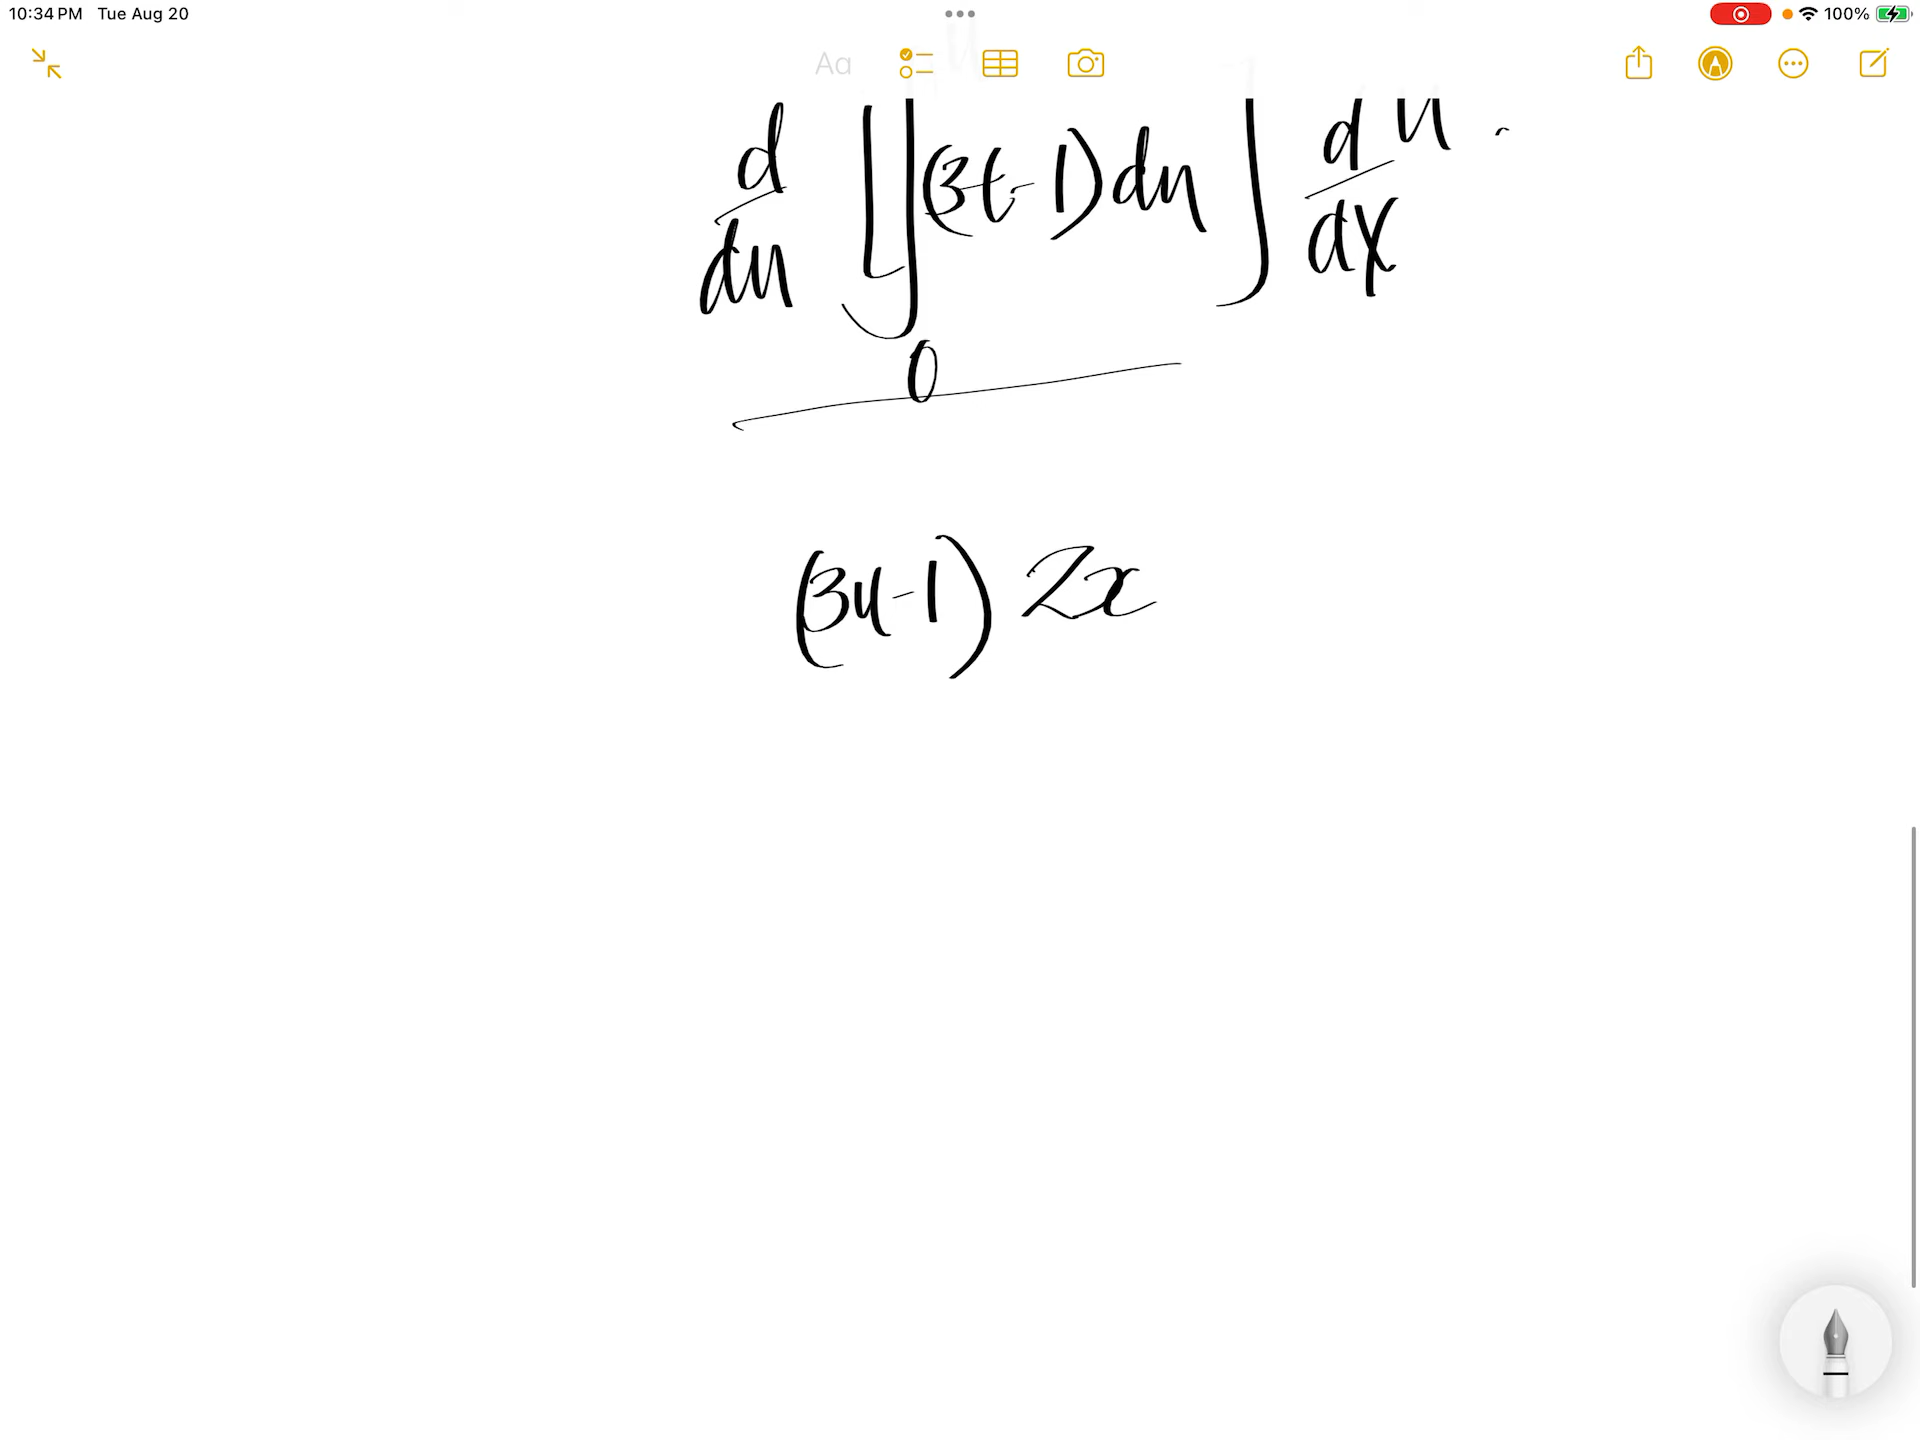 10:34 PM Tue Aug 20
100%
Aa
d/du [∫(3t-1)du] du/dx
0
(3u-1) 2x